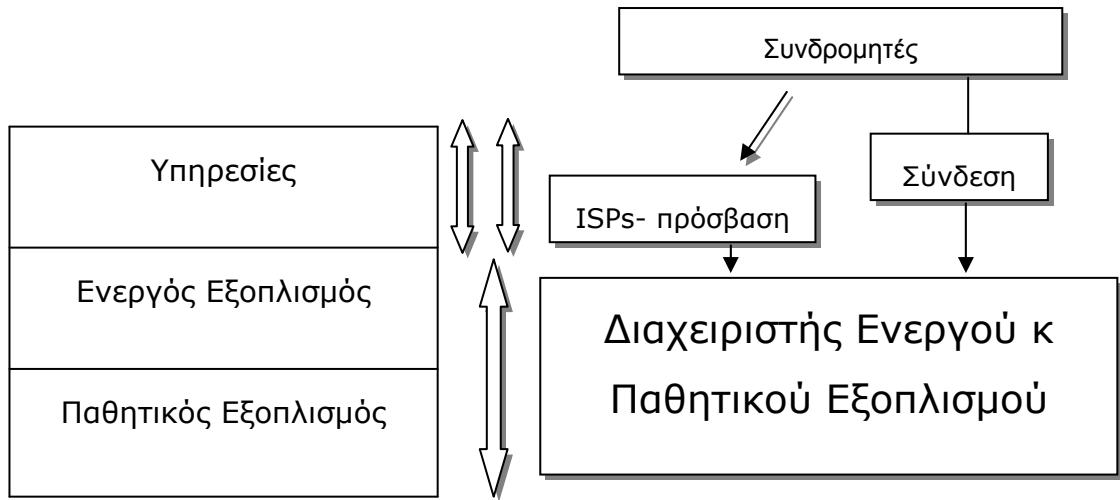 Συνδρομητές
Υπηρεσίες
Σύνδεση
ISPs- πρόσβαση
Ενεργός Εξοπλισμός
Διαχειριστής Ενεργού κ
Παθητικού Εξοπλισμού
Παθητικός Εξοπλισμός